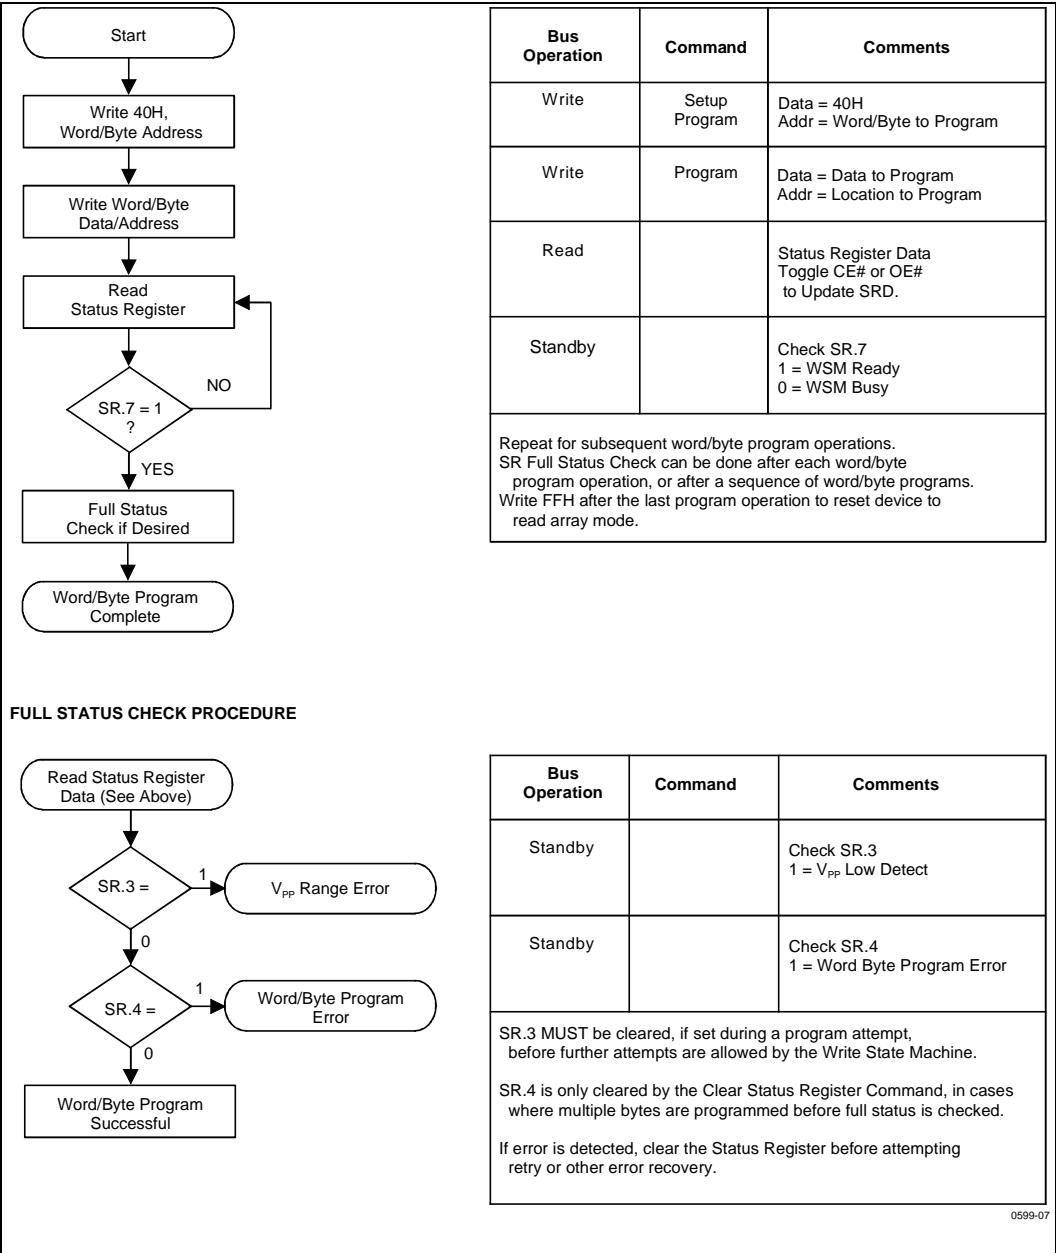 Start
Write 40H,
Word/Byte Address
Write Word/Byte
Data/Address
Read
Status Register
NO
SR.7 = 1
?
YES
Full Status
Check if Desired
Word/Byte Program
Complete
Bus
Operation
Command
Comments
Write
Setup
Program
Data = 40H
Addr = Word/Byte to Program
Write
Program
Data = Data to Program
Addr = Location to Program
Read
Status Register Data
Toggle CE# or OE#
to Update SRD.
Standby
Check SR.7
1 = WSM Ready
0 = WSM Busy
Repeat for subsequent word/byte program operations.
SR Full Status Check can be done after each word/byte
program operation, or after a sequence of word/byte programs.
Write FFH after the last program operation to reset device to
read array mode.
FULL STATUS CHECK PROCEDURE
Read Status Register
Data (See Above)
SR.3 =
1
VPP Range Error
0
SR.4 =
1
Word/Byte Program
Error
0
Word/Byte Program
Successful
Bus
Operation
Command
Comments
Standby
Check SR.3
1 = VPP Low Detect
Standby
Check SR.4
1 = Word Byte Program Error
SR.3 MUST be cleared, if set during a program attempt,
before further attempts are allowed by the Write State Machine.
SR.4 is only cleared by the Clear Status Register Command, in cases
where multiple bytes are programmed before full status is checked.
If error is detected, clear the Status Register before attempting
retry or other error recovery.
0599-07